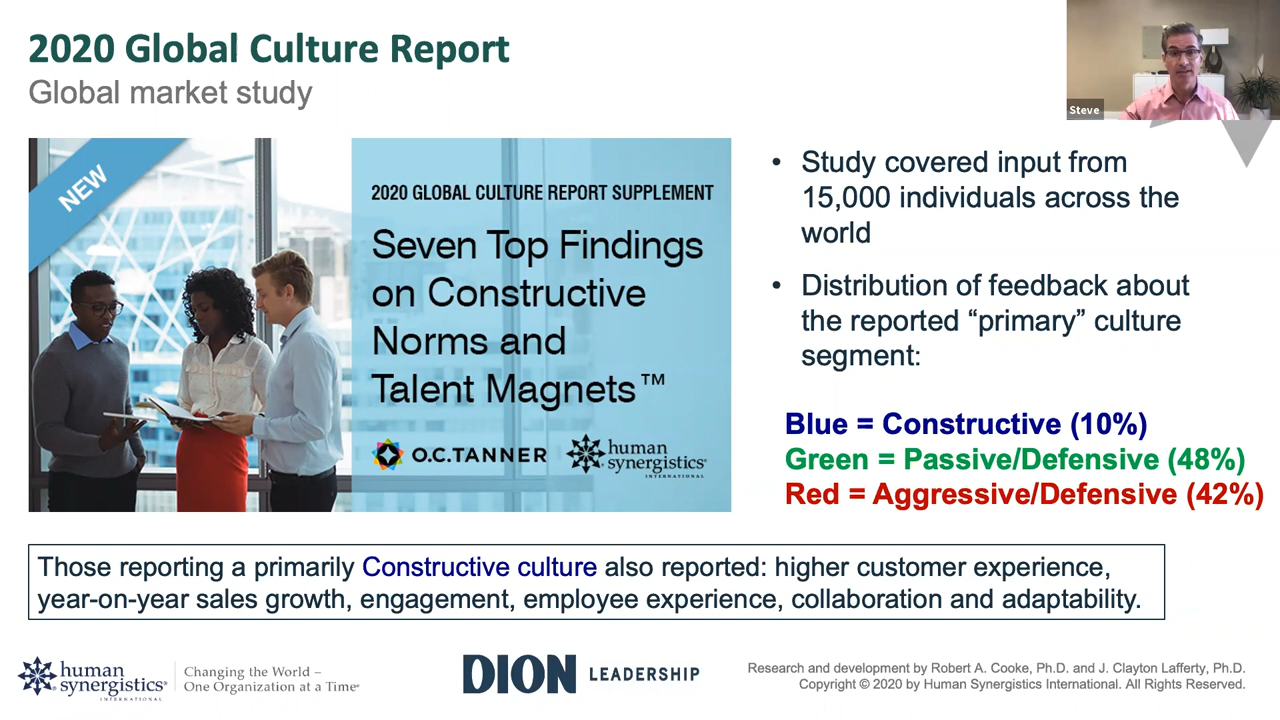 2020 Global Culture Report
Global market study
Steve
NEW
2020 GLOBAL CULTURE REPORT SUPPLEMENT
Seven Top Findings
on Constructive
Norms and
Talent Magnets™
O.C.TANNER
human
synergistics®
INTERNATIONAL
• Study covered input from
15,000 individuals across the
world
• Distribution of feedback about
the reported “primary” culture
segment:
Blue = Constructive (10%)
Green = Passive/Defensive (48%)
Red = Aggressive/Defensive (42%)
Those reporting a primarily Constructive culture also reported: higher customer experience,
year-on-year sales growth, engagement, employee experience, collaboration and adaptability.
human
synergistics®
INTERNATIONAL
Changing the World –
One Organization at a Time®
DION LEADERSHIP
Research and development by Robert A. Cooke, Ph.D. and J. Clayton Lafferty, Ph.D.
Copyright © 2020 by Human Synergistics International. All Rights Reserved.